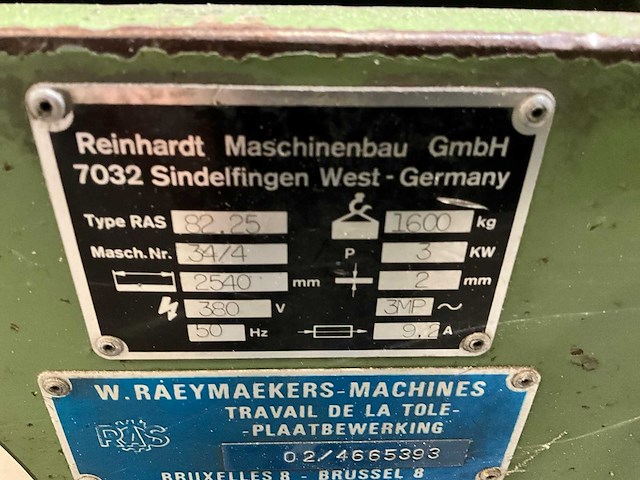 Reinhardt Maschinenbau GmbH
7032 Sindelfingen West-Germany
Type RAS 82.25 1600 kg
Masch. Nr. 34/4 P 3 KW
2540 mm 2 mm
380 V 3MP ~
50 Hz 9.2 A
W. RAEYMAEKERS-MACHINES
RAS TRAVAIL DE LA TOLE-
-PLAATBEWERKING
02/4665393
BRUXELLES 8 - BRUSSEL 8